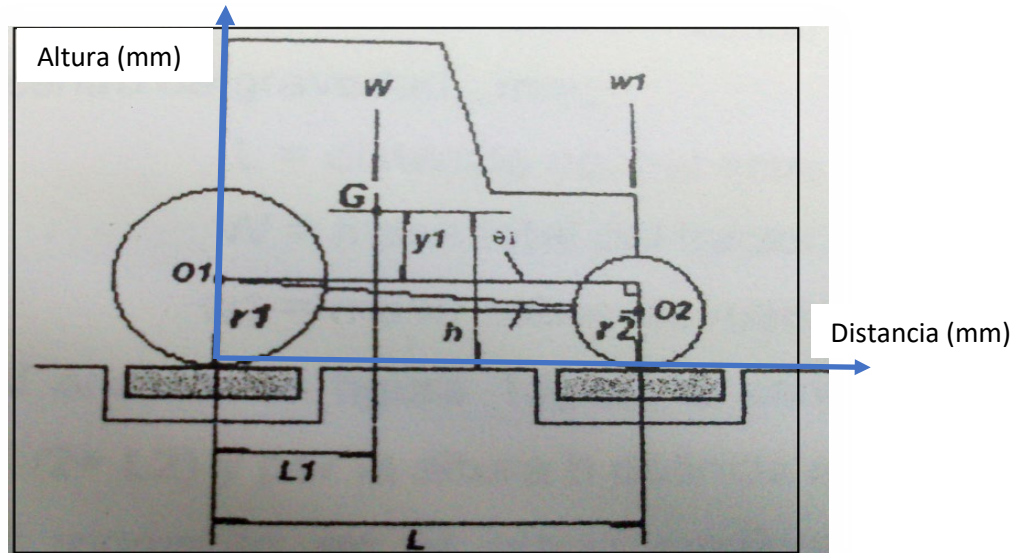 Altura (mm)
W
w1
G
y1
θi
O1
O2
r1
r2
h
Distancia (mm)
L1
L